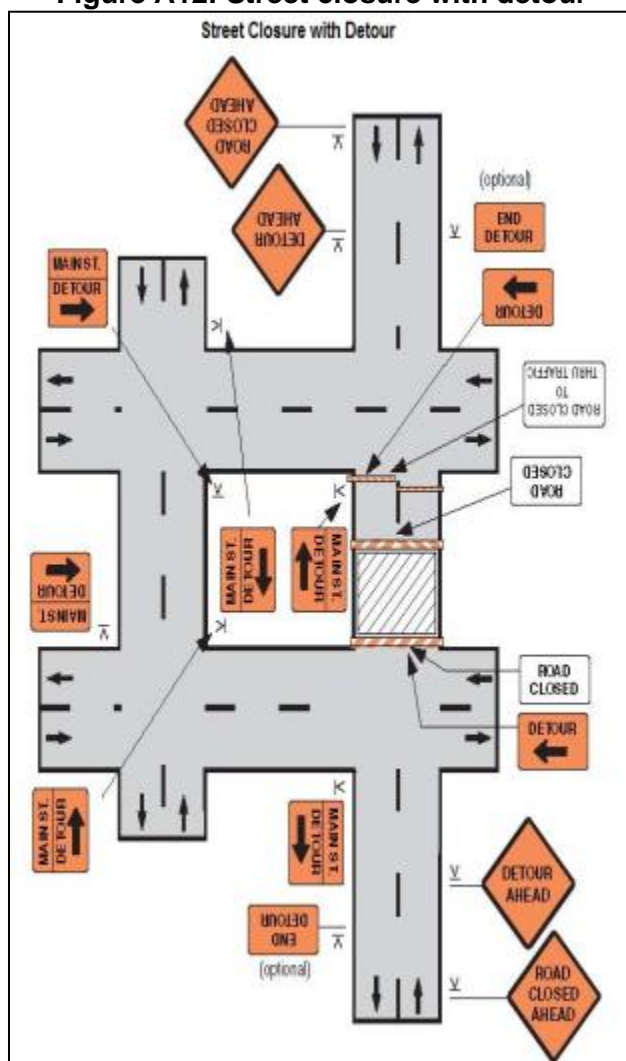 Figure A12. Street closure with detour
Street Closure with Detour
ROAD
CLOSED
AHEAD
DETOUR
AHEAD
(optional)
END
DETOUR
MAIN ST.
DETOUR
DETOUR
ROAD CLOSED
TO
THRU TRAFFIC
ROAD
CLOSED
MAIN ST.
DETOUR
MAIN ST.
DETOUR
MAIN ST.
DETOUR
ROAD
CLOSED
DETOUR
MAIN ST.
DETOUR
MAIN ST.
DETOUR
DETOUR
AHEAD
END
DETOUR
(optional)
ROAD
CLOSED
AHEAD